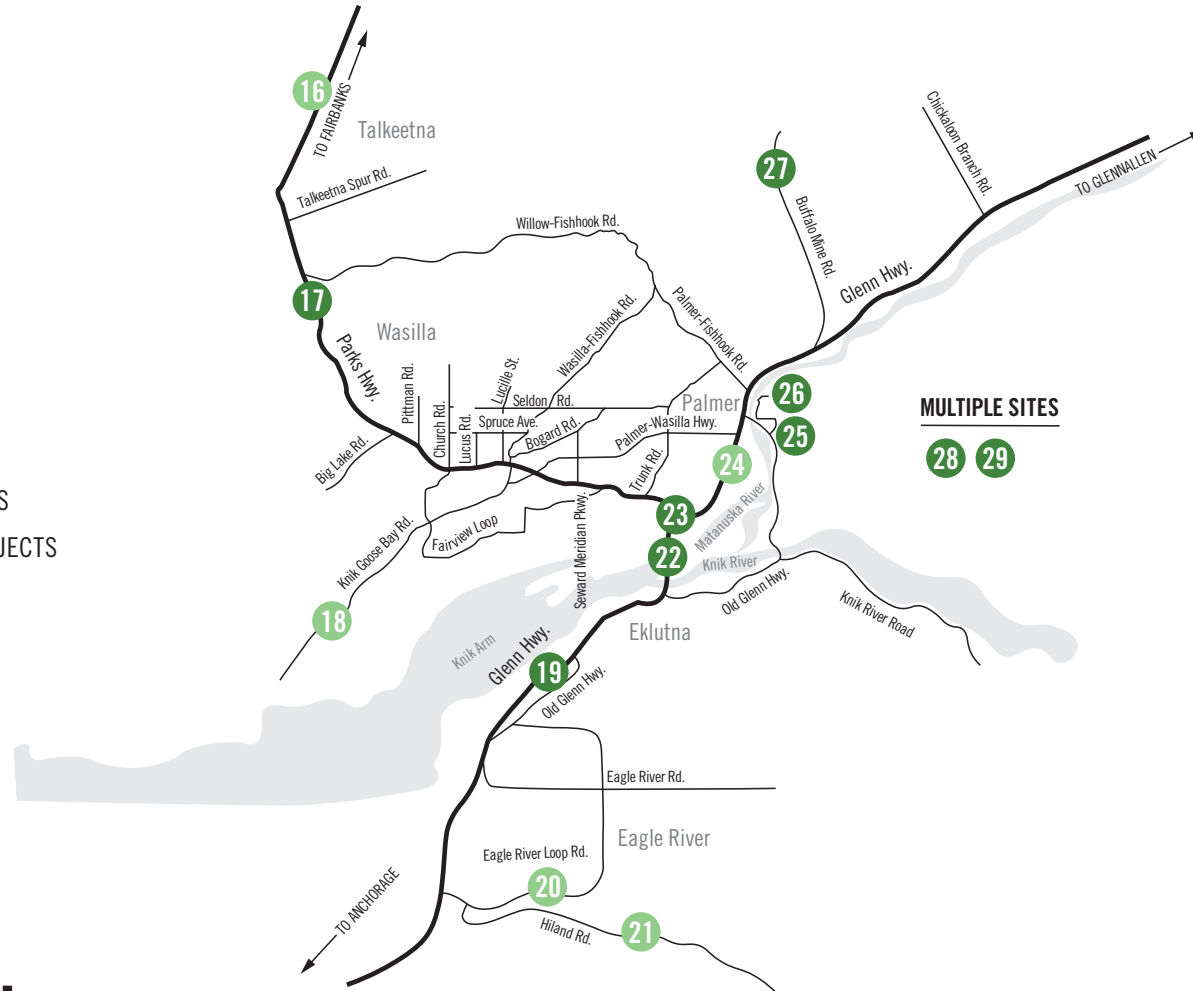 16
TO FAIRBANKS
Talkeetna
Talkeetna Spur Rd.
27
Chickaloon Branch Rd.
TO GLENNALLEN
Buffalo Mine Rd.
Willow-Fishhook Rd.
Glenn Hwy.
17
Wasilla
Parks Hwy.
Wasilla-Fishhook Rd.
Palmer-Fishhook Rd.
Pittman Rd.
Church Rd.
Lucus Rd.
Lucille St.
Seldon Rd.
Spruce Ave.
Bogard Rd.
Palmer
Palmer-Wasilla Hwy.
26
25
MULTIPLE SITES
28 29
Big Lake Rd.
Trunk Rd.
24
S
JECTS
Knik Goose Bay Rd.
Fairview Loop
Seward Meridian Pkwy.
23
22
Matanuska River
Knik River
Old Glenn Hwy.
Knik River Road
18
Eklutna
Knik Arm
Glenn Hwy.
19
Old Glenn Hwy.
Eagle River Rd.
Eagle River
Eagle River Loop Rd.
20
TO ANCHORAGE
Hiland Rd.
21